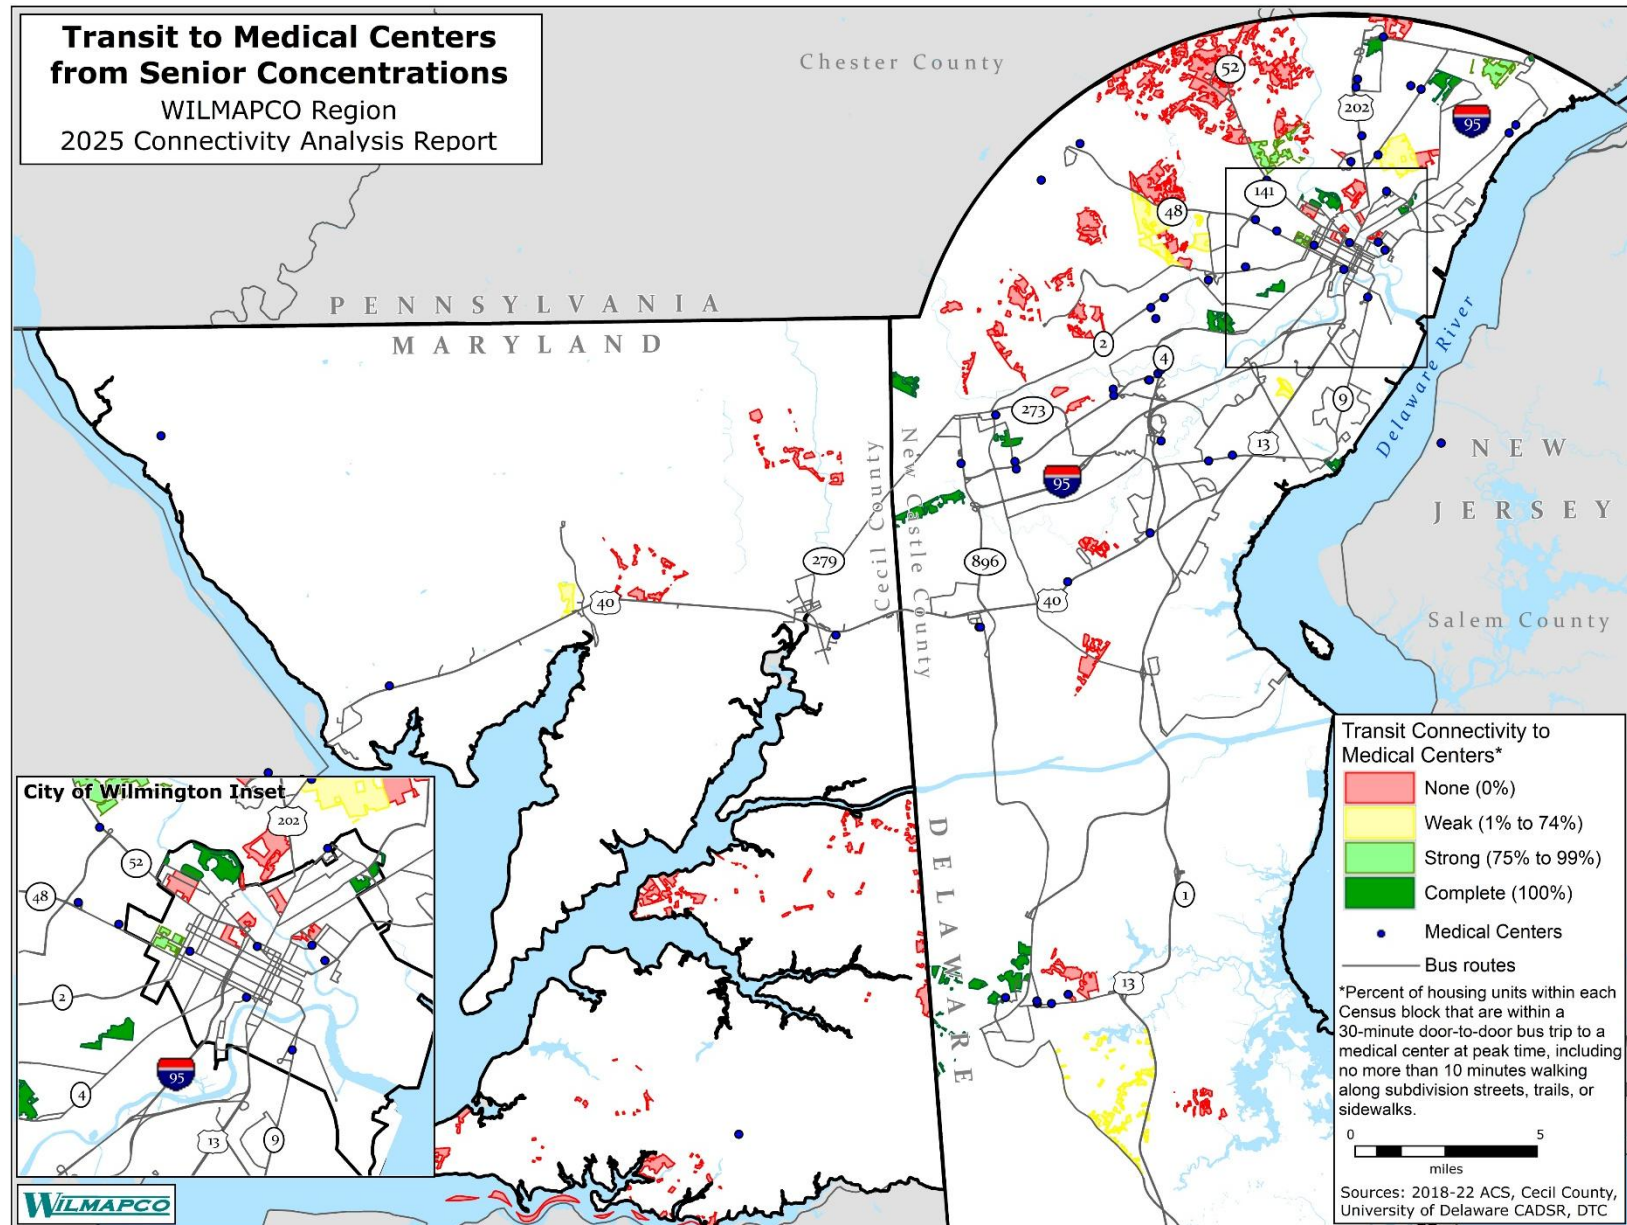 Transit to Medical Centers
from Senior Concentrations
WILMAPCO Region
2025 Connectivity Analysis Report
Chester County
52
202
95
141
48
PENNSYLVANIA
MARYLAND
2
4
Delaware River
273
9
13
NEW
JERSEY
Cecil County
New Castle County
95
279
896
40
40
Salem County
DELAWARE
1
13
City of Wilmington Inset
202
52
48
2
95
4
13
9
Transit Connectivity to
Medical Centers*
None (0%)
Weak (1% to 74%)
Strong (75% to 99%)
Complete (100%)
Medical Centers
Bus routes
*Percent of housing units within each
Census block that are within a
30-minute door-to-door bus trip to a
medical center at peak time, including
no more than 10 minutes walking
along subdivision streets, trails, or
sidewalks.
0 5
miles
Sources: 2018-22 ACS, Cecil County,
University of Delaware CADSR, DTC
WILMAPCO